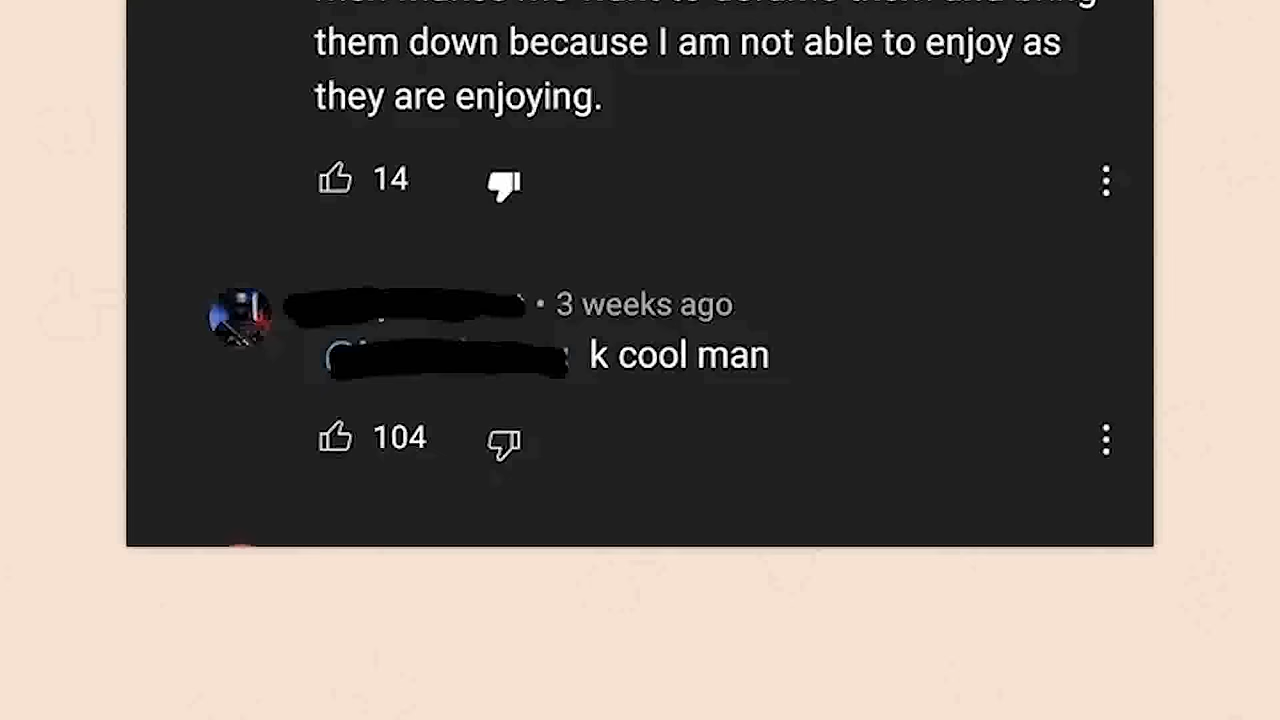 them down because I am not able to enjoy as
they are enjoying.
14
• 3 weeks ago
k cool man
104